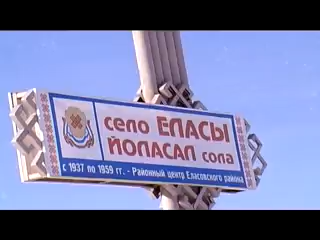 село ЕЛАСЫ
ЙОЛАСАЛ сола
с 1937 по 1959 гг. - Районный центр Еласовского района